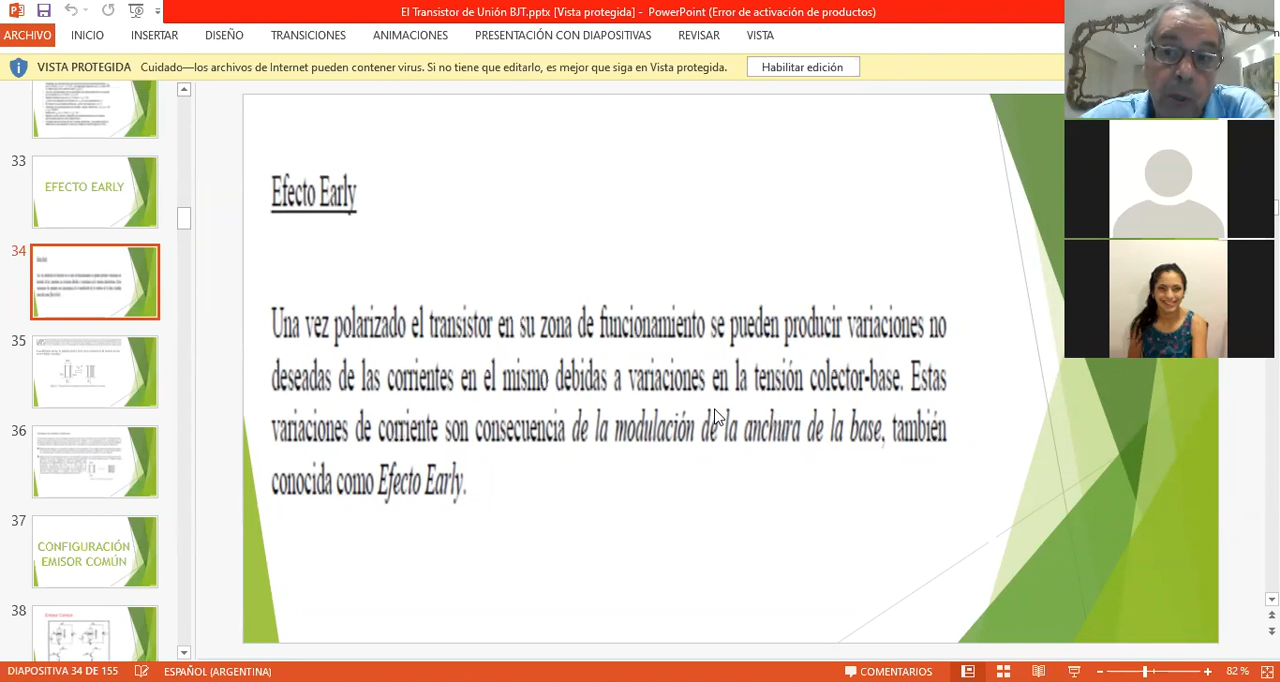 El Transistor de Unión BJT.pptx [Vista protegida] - PowerPoint (Error de activación de productos)
ARCHIVO INICIO INSERTAR DISEÑO TRANSICIONES ANIMACIONES PRESENTACIÓN CON DIAPOSITIVAS REVISAR VISTA
VISTA PROTEGIDA Cuidado—los archivos de Internet pueden contener virus. Si no tiene que editarlo, es mejor que siga en Vista protegida. Habilitar edición
33
EFECTO EARLY
34
35
36
37
CONFIGURACIÓN
EMISOR COMÚN
38
Efecto Early
Una vez polarizado el transistor en su zona de funcionamiento se pueden producir variaciones no
deseadas de las corrientes en el mismo debidas a variaciones en la tensión colector-base. Estas
variaciones de corriente son consecuencia de la modulación de la anchura de la base, también
conocida como Efecto Early.
DIAPOSITIVA 34 DE 155 ESPAÑOL (ARGENTINA) COMENTARIOS 82 %